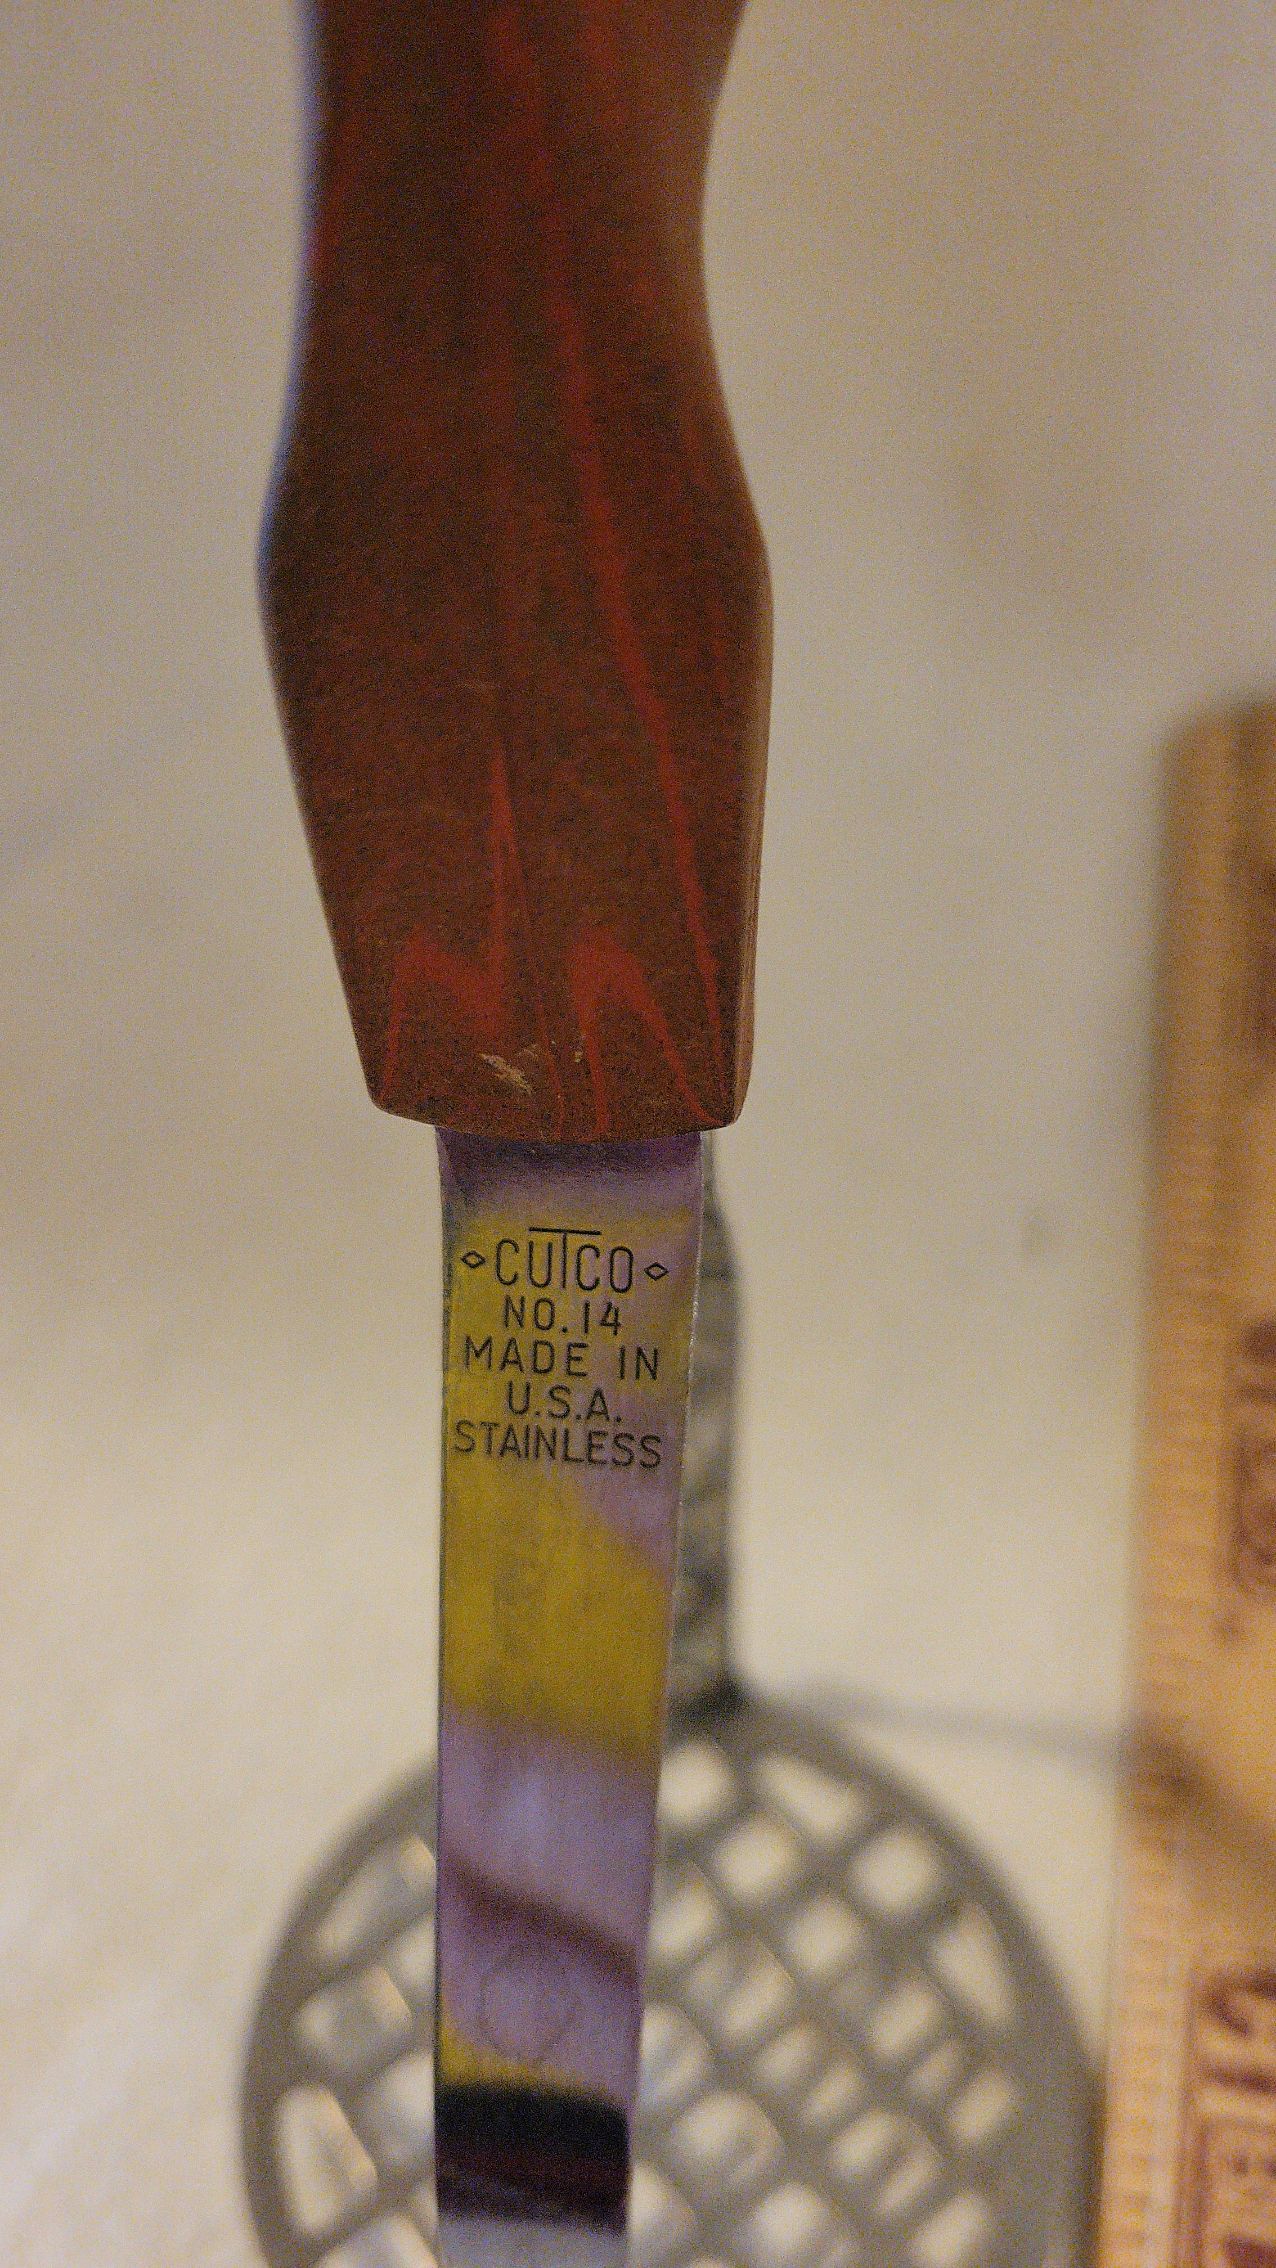 ◇CUTCO◇
NO.14
MADE IN
U.S.A.
STAINLESS